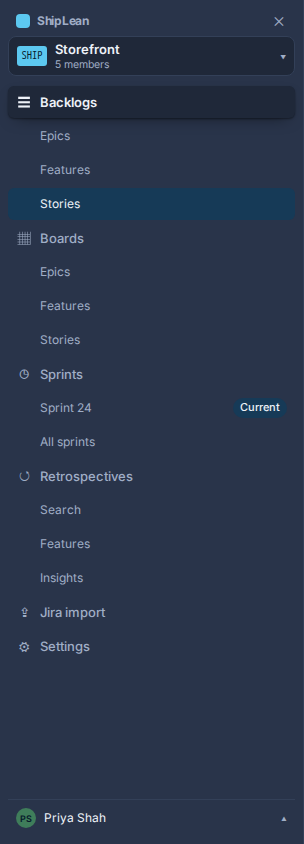 ShipLean
SHIP
Storefront
5 members
Backlogs
Epics
Features
Stories
Boards
Epics
Features
Stories
Sprints
Sprint 24 Current
All sprints
Retrospectives
Search
Features
Insights
Jira import
Settings
PS Priya Shah